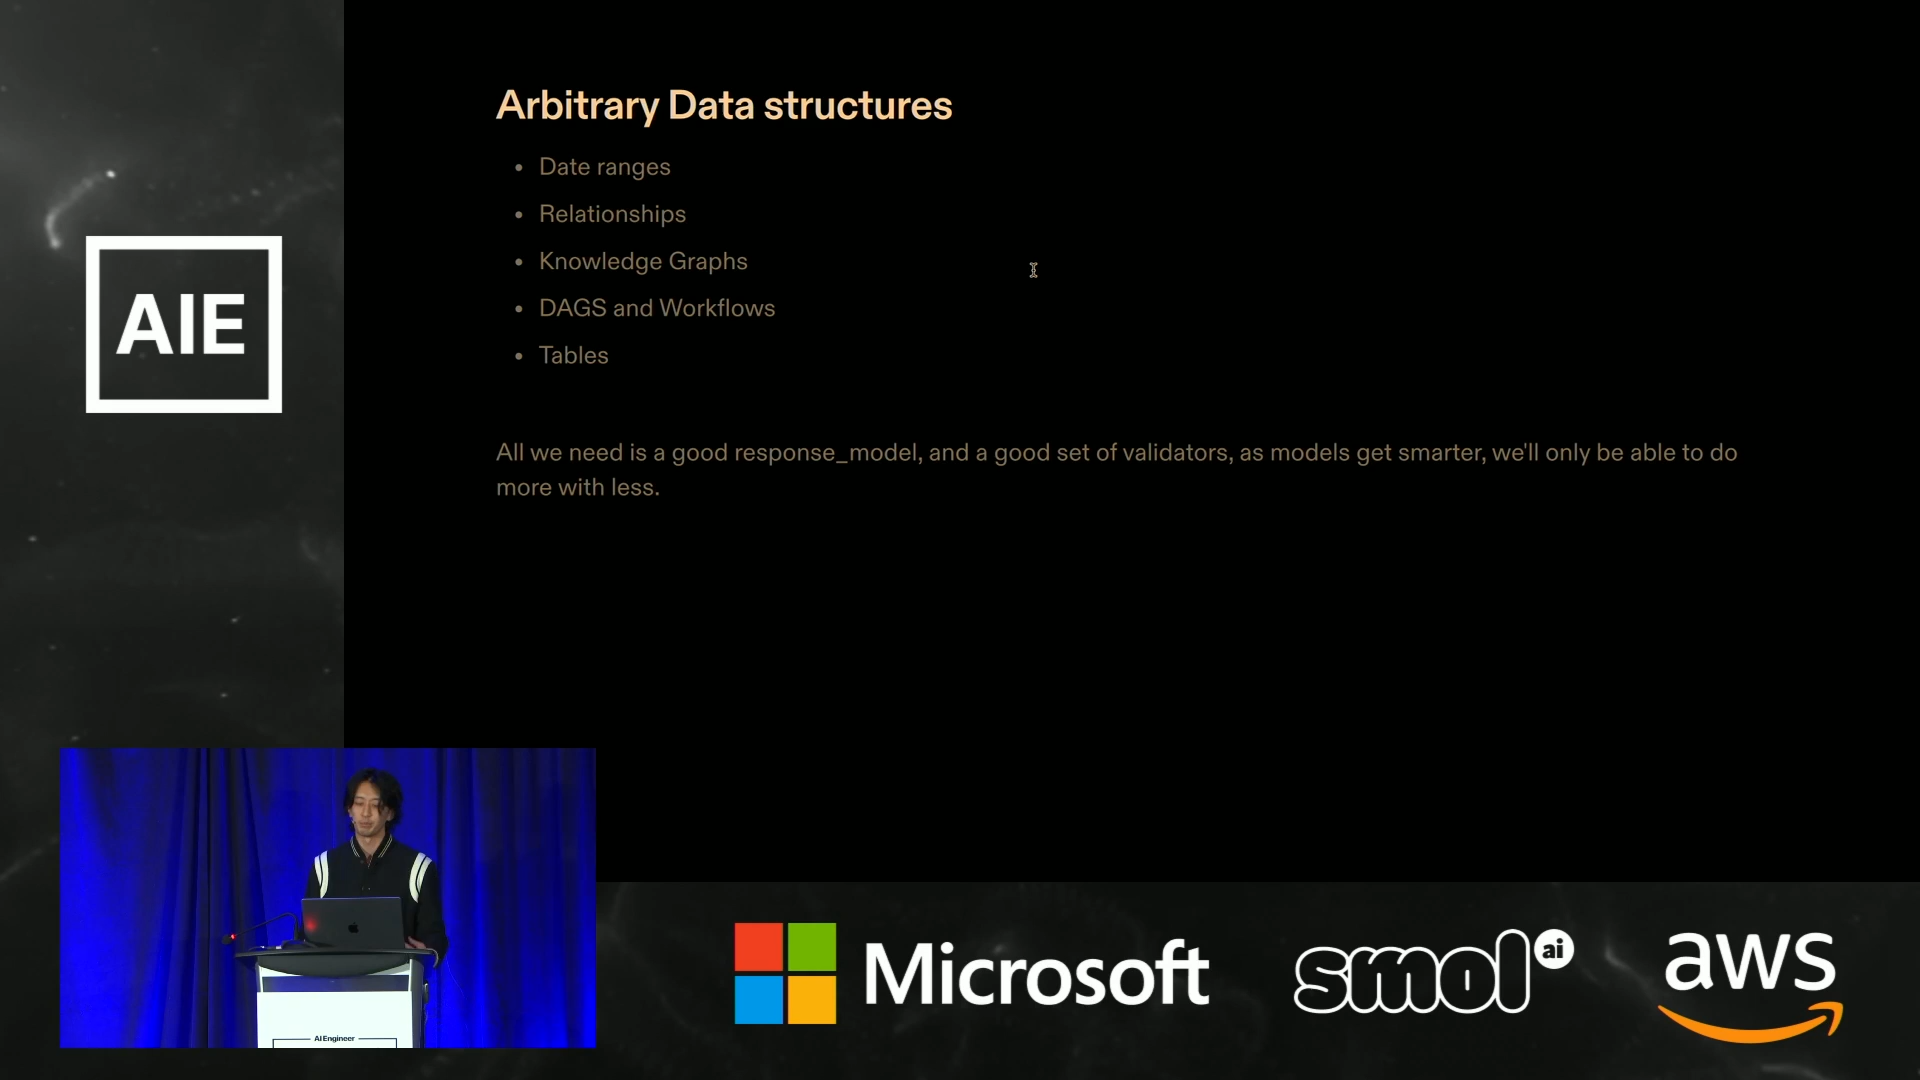 Arbitrary Data structures
• Date ranges
• Relationships
• Knowledge Graphs
• DAGS and Workflows
• Tables
All we need is a good response_model, and a good set of validators, as models get smarter, we'll only be able to do
more with less.
AIE
AI Engineer
Microsoft
smol ai
aws